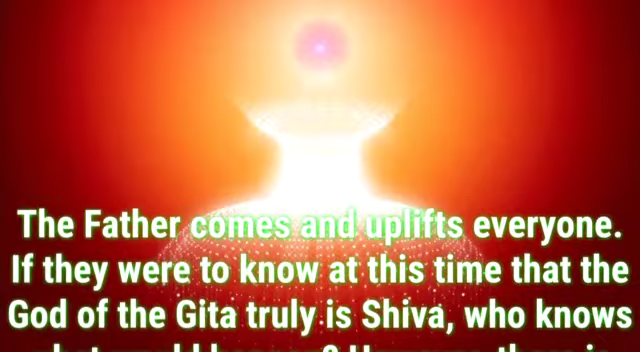 The Father comes and uplifts everyone.
If they were to know at this time that the
God of the Gita truly is Shiva, who knows